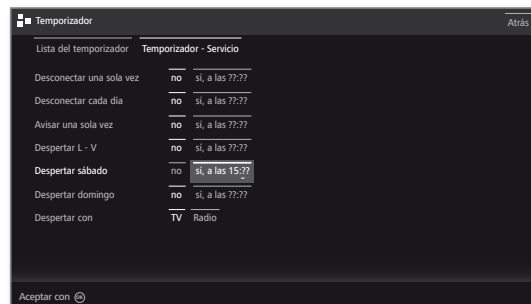 Temporizador
Atrás
Lista del temporizador Temporizador - Servicio
Desconectar una sola vez no sí, a las ??:??
Desconectar cada día no sí, a las ??:??
Avisar una sola vez no sí, a las ??:??
Despertar L - V no sí, a las ??:??
Despertar sábado no sí, a las 15:??
Despertar domingo no sí, a las ??:??
Despertar con TV Radio
Aceptar con OK